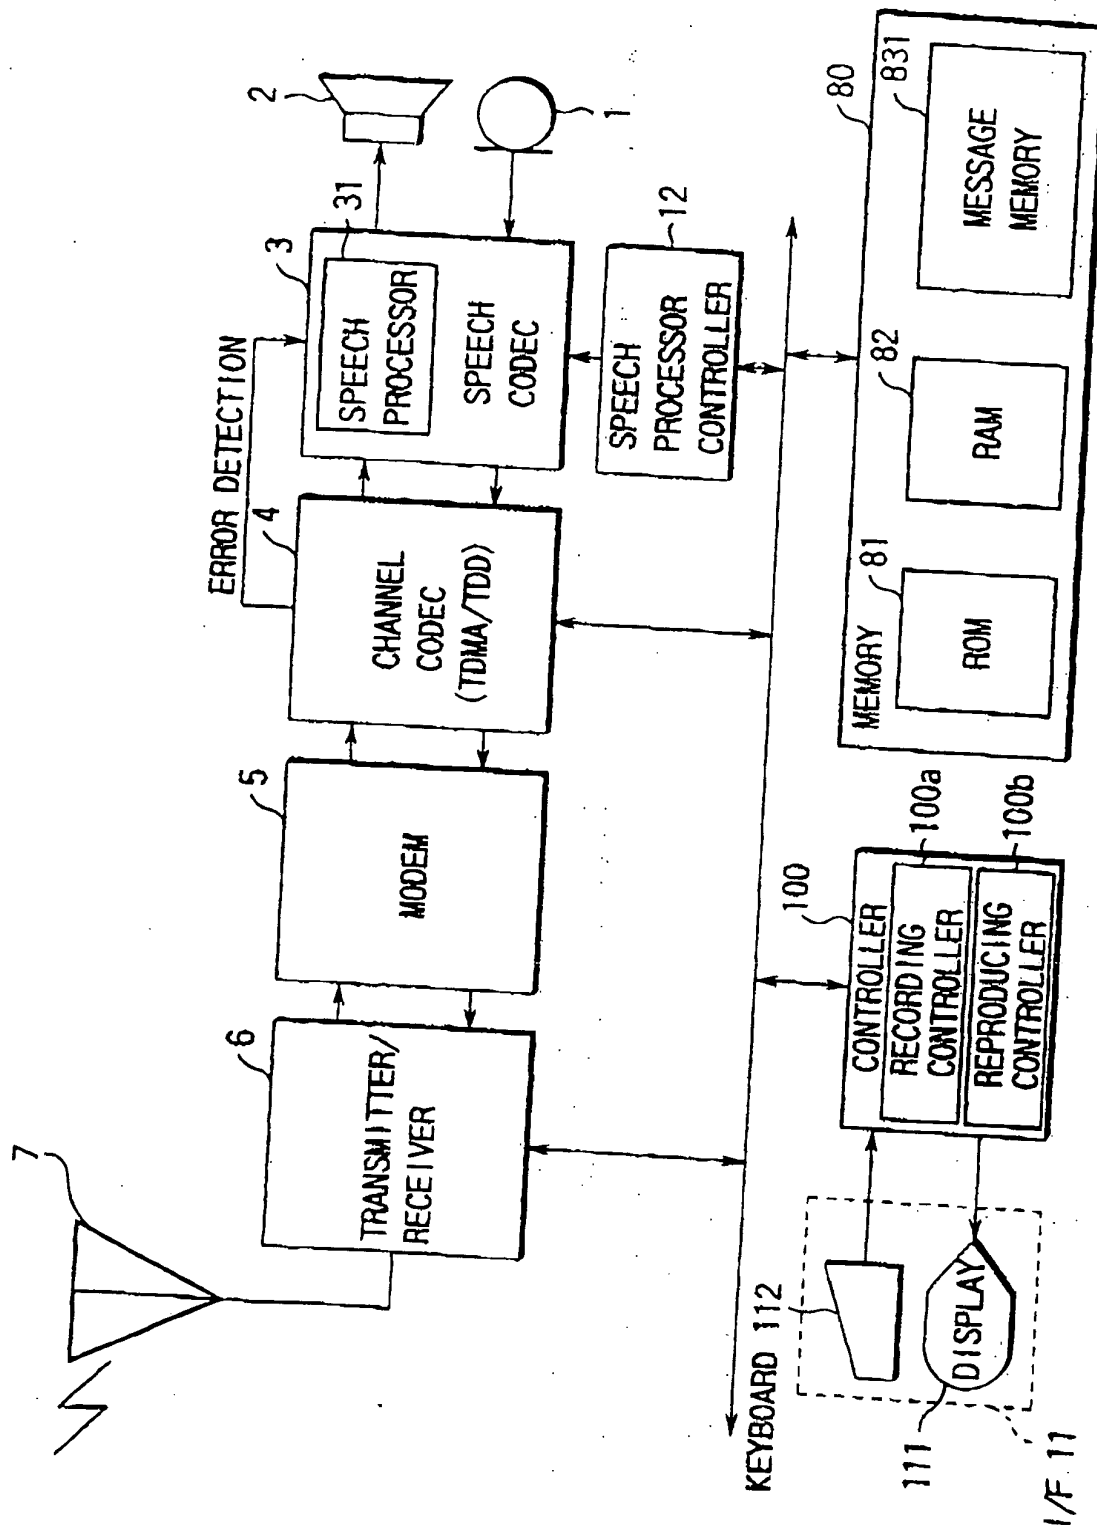 7
6
TRANSMITTER/
RECEIVER
5
MODEM
ERROR DETECTION
4
CHANNEL
CODEC
(TDMA/TDD)
3
31
SPEECH
PROCESSOR
SPEECH
CODEC
2
1
12
SPEECH
PROCESSOR
CONTROLLER
KEYBOARD 112
111
DISPLAY
I/F 11
100
CONTROLLER
100a
RECORDING
CONTROLLER
100b
REPRODUCING
CONTROLLER
80
MEMORY
81
ROM
82
RAM
831
MESSAGE
MEMORY